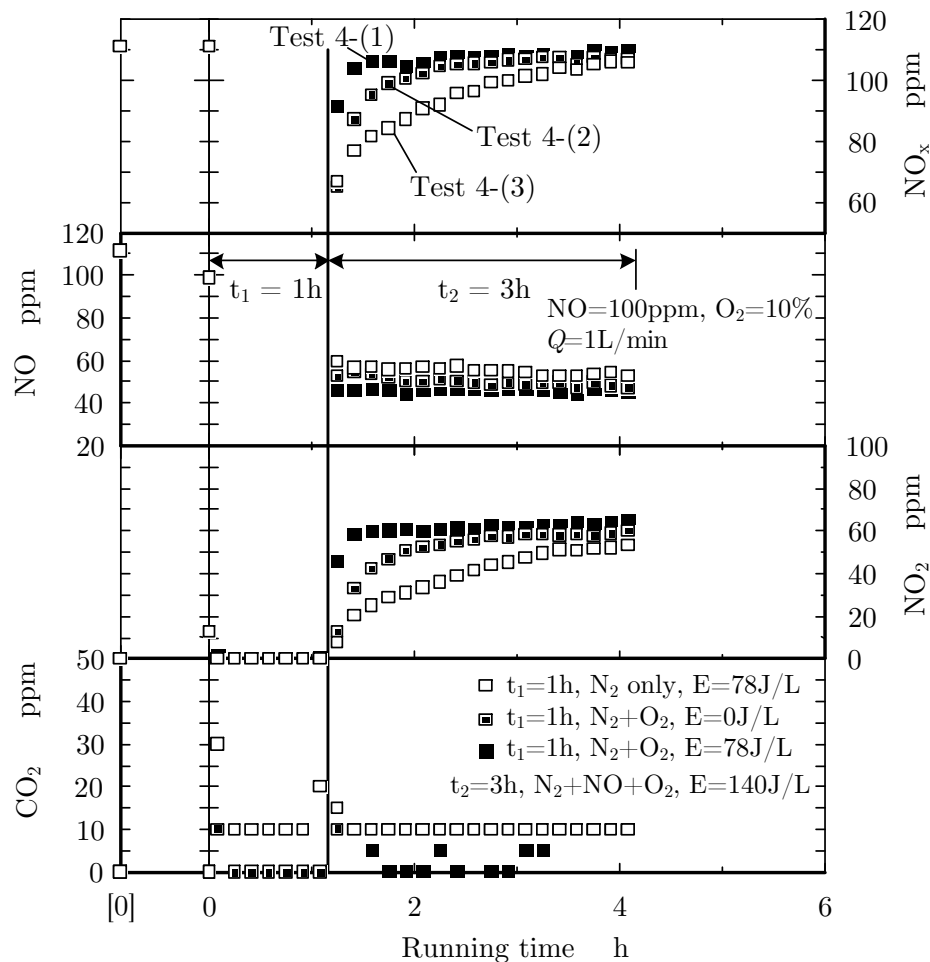 120
100
80
60
NOₓ ppm
Test 4-(1)
Test 4-(2)
Test 4-(3)
120
100
80
60
40
20
NO ppm
t₁ = 1h
t₂ = 3h
NO=100ppm, O₂=10%
Q=1L/min
100
80
60
40
20
0
NO₂ ppm
50
40
30
20
10
0
CO₂ ppm
t₁=1h, N₂ only, E=78J/L
t₁=1h, N₂+O₂, E=0J/L
t₁=1h, N₂+O₂, E=78J/L
t₂=3h, N₂+NO+O₂, E=140J/L
[0] 0 2 4 6
Running time h